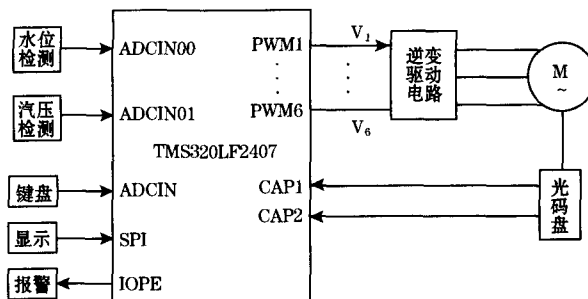 水位
检测
ADCIN00
汽压
检测
ADCIN01
TMS320LF2407
键盘
ADCIN
显示
SPI
报警
IOPE
PWM1
PWM6
CAP1
CAP2
V1
V6
逆变
驱动
电路
M
~
光
码
盘